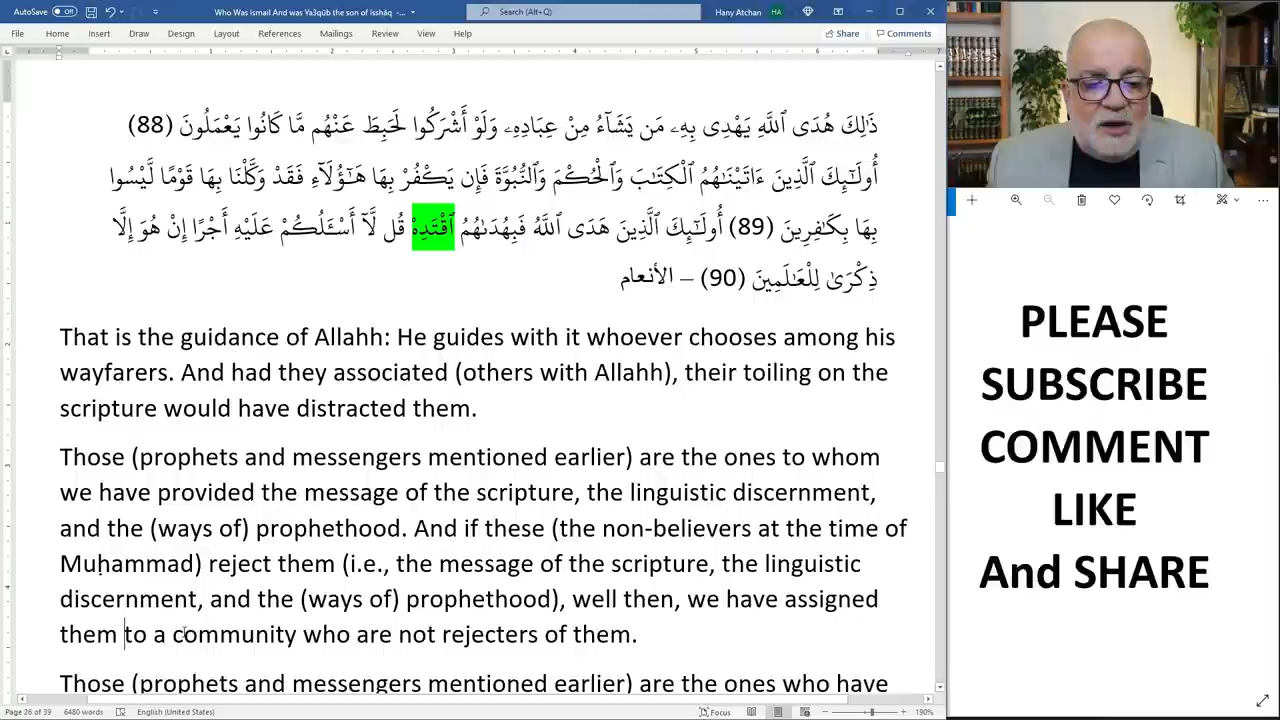 AutoSave Off
Who Was ismail And was Ya3qūb the son of isshāq -...
Search (Alt+Q)
Hany Atchan HA
File Home Insert Draw Design Layout References Mailings Review View Help Share Comments
ذَٰلِكَ هُدَى ٱللَّهِ يَهْدِى بِهِۦ مَن يَشَآءُ مِنْ عِبَادِهِۦ وَلَوْ أَشْرَكُوا لَحَبِطَ عَنْهُم مَّا كَانُوا يَعْمَلُونَ (88)
أُولَـٰٓئِكَ ٱلَّذِينَ ءَاتَيْنَـٰهُمُ ٱلْكِتَـٰبَ وَٱلْحُكْمَ وَٱلنُّبُوَّةَ فَإِن يَكْفُرْ بِهَا هَـٰٓؤُلَآءِ فَقَدْ وَكَّلْنَا بِهَا قَوْمًا لَّيْسُوا
بِهَا بِكَـٰفِرِينَ (89) أُولَـٰٓئِكَ ٱلَّذِينَ هَدَى ٱللَّهُ فَبِهُدَىٰهُمُ ٱقْتَدِهْ قُل لَّآ أَسْـَٔلُكُمْ عَلَيْهِ أَجْرًا إِنْ هُوَ إِلَّا
ذِكْرَىٰ لِلْعَـٰلَمِينَ (90) – الأنعام
That is the guidance of Allahh: He guides with it whoever chooses among his
wayfarers. And had they associated (others with Allahh), their toiling on the
scripture would have distracted them.
Those (prophets and messengers mentioned earlier) are the ones to whom
we have provided the message of the scripture, the linguistic discernment,
and the (ways of) prophethood. And if these (the non-believers at the time of
Muḥammad) reject them (i.e., the message of the scripture, the linguistic
discernment, and the (ways of) prophethood), well then, we have assigned
them to a community who are not rejecters of them.
Those (prophets and messengers mentioned earlier) are the ones who have
Page 26 of 39 6480 words English (United States) Focus 190%
PLEASE
SUBSCRIBE
COMMENT
LIKE
And SHARE